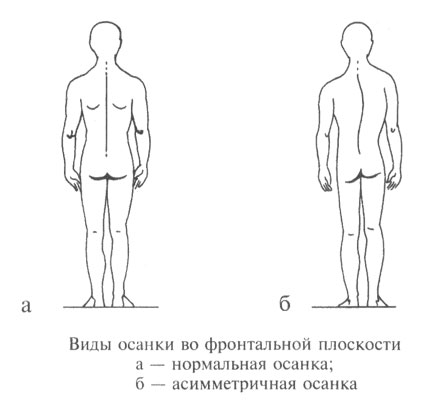 а б
Виды осанки во фронтальной плоскости
а — нормальная осанка;
б — асимметричная осанка